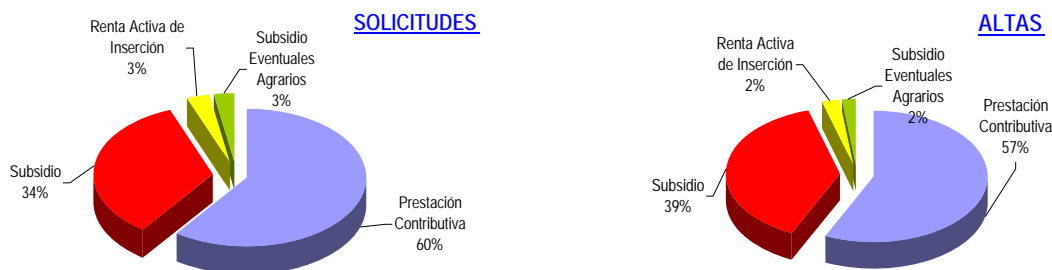 SOLICITUDES
Renta Activa de
Inserción
3%
Subsidio
Eventuales
Agrarios
3%
Subsidio
34%
Prestación
Contributiva
60%
ALTAS
Renta Activa
de Inserción
2%
Subsidio
Eventuales
Agrarios
2%
Prestación
Contributiva
57%
Subsidio
39%